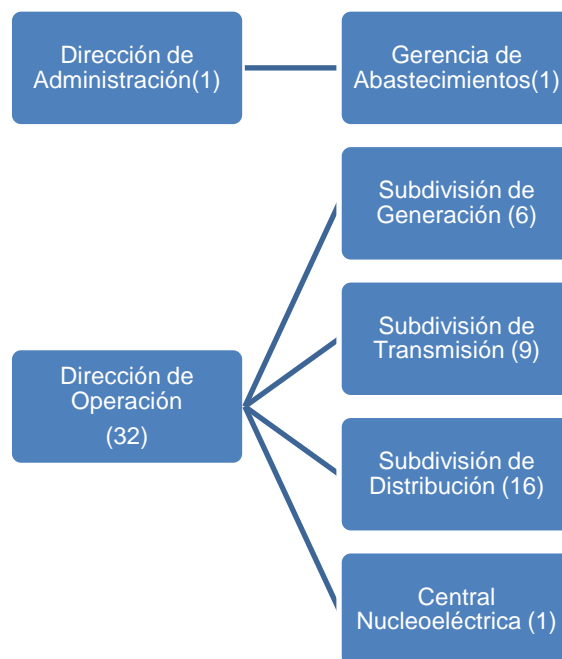 Dirección de
Administración(1)
Gerencia de
Abastecimientos(1)
Subdivisión de
Generación (6)
Subdivisión de
Transmisión (9)
Dirección de
Operación
(32)
Subdivisión de
Distribución (16)
Central
Nucleoeléctrica (1)